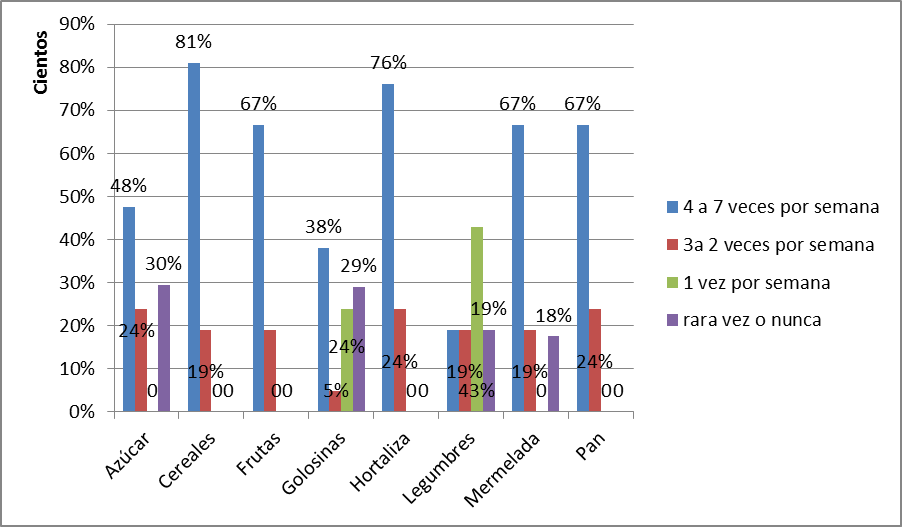 Cientos
90%
80%
70%
60%
50%
40%
30%
20%
10%
0%
48%
24%
0
30%
81%
19%
00
67%
00
38%
5%
24%
29%
76%
24%
00
19%
43%
19%
67%
19%
0
18%
67%
24%
00
Azúcar
Cereales
Frutas
Golosinas
Hortaliza
Legumbres
Mermelada
Pan
4 a 7 veces por semana
3a 2 veces por semana
1 vez por semana
rara vez o nunca